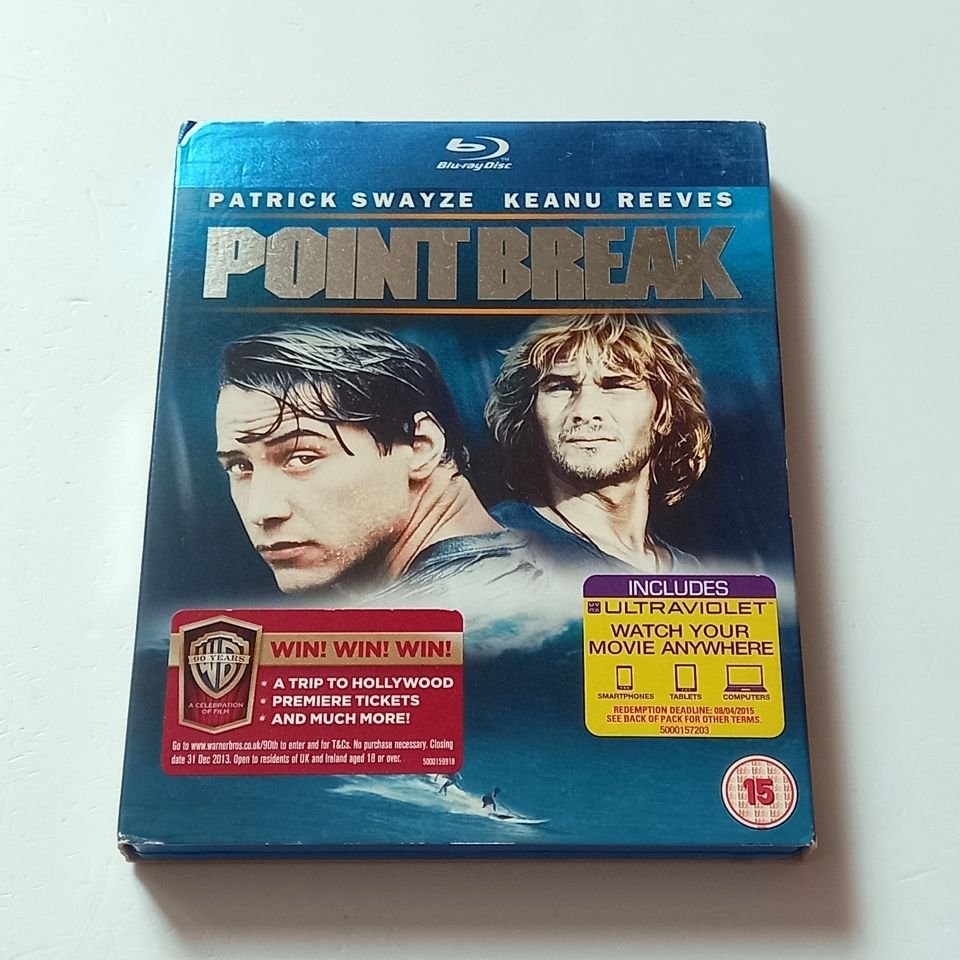 Blu-ray Disc™
PATRICK SWAYZE KEANU REEVES
POINT BREAK
INCLUDES
UV ULTRAVIOLET™
WATCH YOUR
MOVIE ANYWHERE
SMARTPHONES TABLETS COMPUTERS
REDEMPTION DEADLINE: 08/04/2015
SEE BACK OF PACK FOR OTHER TERMS.
5000157203
90 YEARS
WB
A CELEBRATION
OF FILM
WIN! WIN! WIN!
• A TRIP TO HOLLYWOOD
• PREMIERE TICKETS
• AND MUCH MORE!
Go to www.warnerbros.co.uk/90th to enter and for T&Cs. No purchase necessary. Closing
date 31 Dec 2013. Open to residents of UK and Ireland aged 18 or over. 5000159918
15